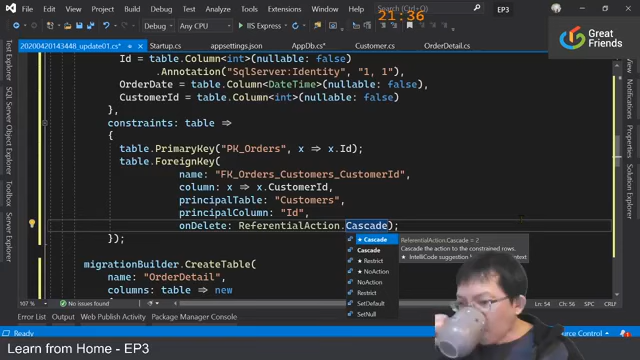 File Edit View Project Build Debug Test Analyze Tools Extensions Window Help
21:36
EP3
Debug Any CPU IIS Express
20200420143448_update01.cs* Startup.cs appsettings.json AppDb.cs* Customer.cs OrderDetail.cs
Great
Friends
Server Explorer
SQL Server Object Explorer
Notifications
Solution Explorer
Id = table.Column<int>(nullable: false)
.Annotation("SqlServer:Identity", "1, 1"),
OrderDate = table.Column<DateTime>(nullable: false),
CustomerId = table.Column<int>(nullable: false)
},
constraints: table =>
{
table.PrimaryKey("PK_Orders", x => x.Id);
table.ForeignKey(
name: "FK_Orders_Customers_CustomerId",
column: x => x.CustomerId,
principalTable: "Customers",
principalColumn: "Id",
onDelete: ReferentialAction.Cascade);
});
★ Cascade
Cascade
★ Restrict
★ NoAction
NoAction
Restrict
SetDefault
SetNull
ReferentialAction.Cascade = 2
Cascade the action to the constrained rows.
★ IntelliCode suggestion
context
migrationBuilder.CreateTable(
name: "OrderDetail",
columns: table => new
100 %
No issues found
Ln: 54 Ch: 56 SPC
Error List Output Web Publish Activity Package Manager Console
Ready
Learn from Home - EP3